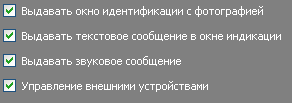 Выдавать окно идентификации с фотографией
Выдавать текстовое сообщение в окне индикации
Выдавать звуковое сообщение
Управление внешними устройствами